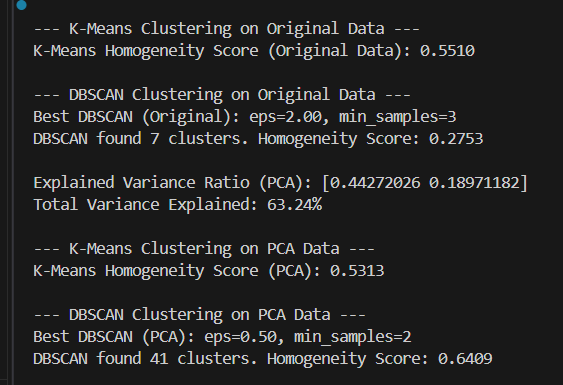 --- K-Means Clustering on Original Data ---
K-Means Homogeneity Score (Original Data): 0.5510
--- DBSCAN Clustering on Original Data ---
Best DBSCAN (Original): eps=2.00, min_samples=3
DBSCAN found 7 clusters. Homogeneity Score: 0.2753
Explained Variance Ratio (PCA): [0.44272026 0.18971182]
Total Variance Explained: 63.24%
--- K-Means Clustering on PCA Data ---
K-Means Homogeneity Score (PCA): 0.5313
--- DBSCAN Clustering on PCA Data ---
Best DBSCAN (PCA): eps=0.50, min_samples=2
DBSCAN found 41 clusters. Homogeneity Score: 0.6409